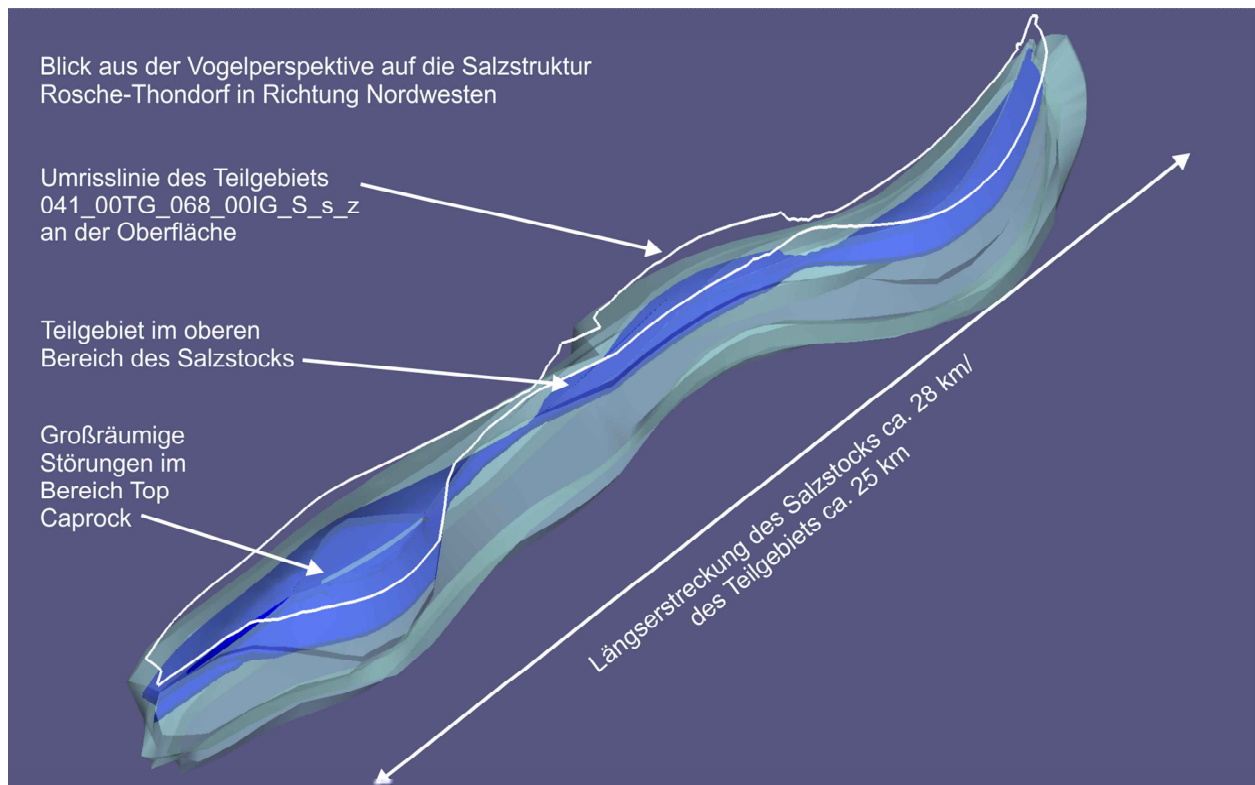 Blick aus der Vogelperspektive auf die Salzstruktur
Rosche-Thondorf in Richtung Nordwesten
Umrisslinie des Teilgebiets
041_00TG_068_00IG_S_s_z
an der Oberfläche
Teilgebiet im oberen
Bereich des Salzstocks
Großräumige
Störungen im
Bereich Top
Caprock
Längserstreckung des Salzstocks ca. 28 km/
des Teilgebiets ca. 25 km